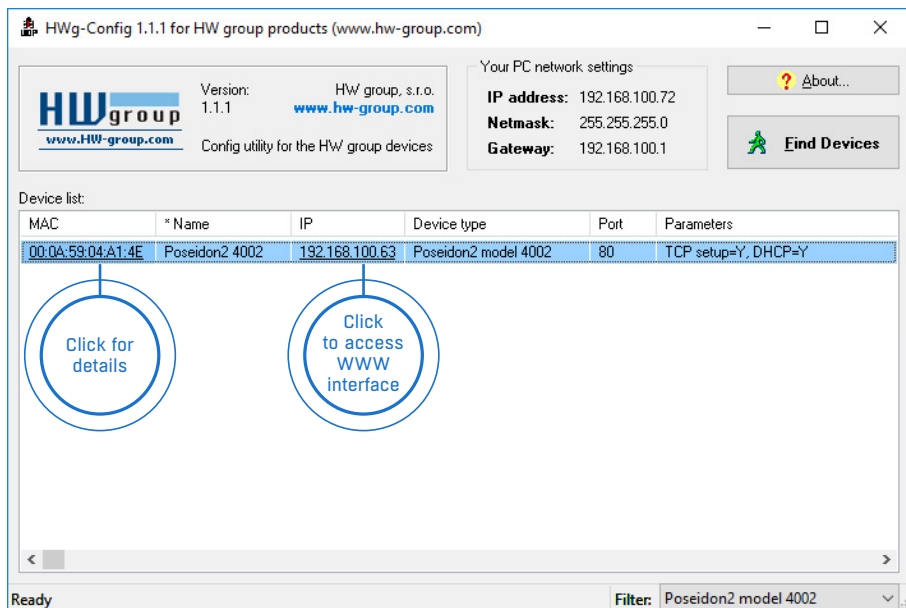 HWg-Config 1.1.1 for HW group products (www.hw-group.com)
HWgroup
www.HW-group.com
Version: HW group, s.r.o.
1.1.1 www.hw-group.com
Config utility for the HW group devices
Your PC network settings
IP address: 192.168.100.72
Netmask: 255.255.255.0
Gateway: 192.168.100.1
? About...
Find Devices
Device list:
MAC * Name IP Device type Port Parameters
00:0A:59:04:A1:4E Poseidon2 4002 192.168.100.63 Poseidon2 model 4002 80 TCP setup=Y, DHCP=Y
Click for
details
Click
to access
WWW
interface
Ready Filter: Poseidon2 model 4002